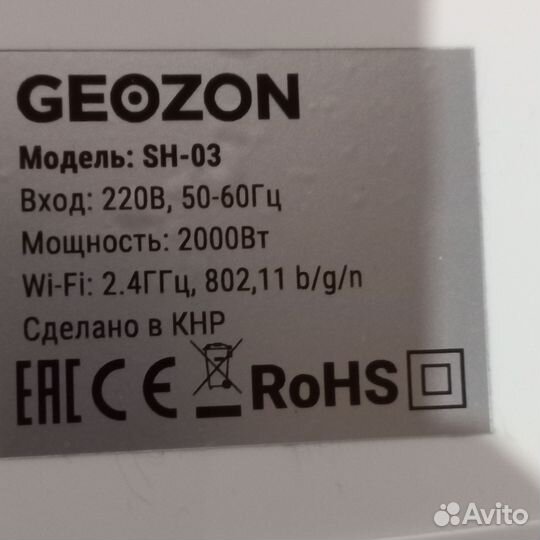 GEOZON
Модель: SH-03
Вход: 220В, 50-60Гц
Мощность: 2000Вт
Wi-Fi: 2.4ГГц, 802,11 b/g/n
Сделано в КНР
EAC CE RoHS
Avito